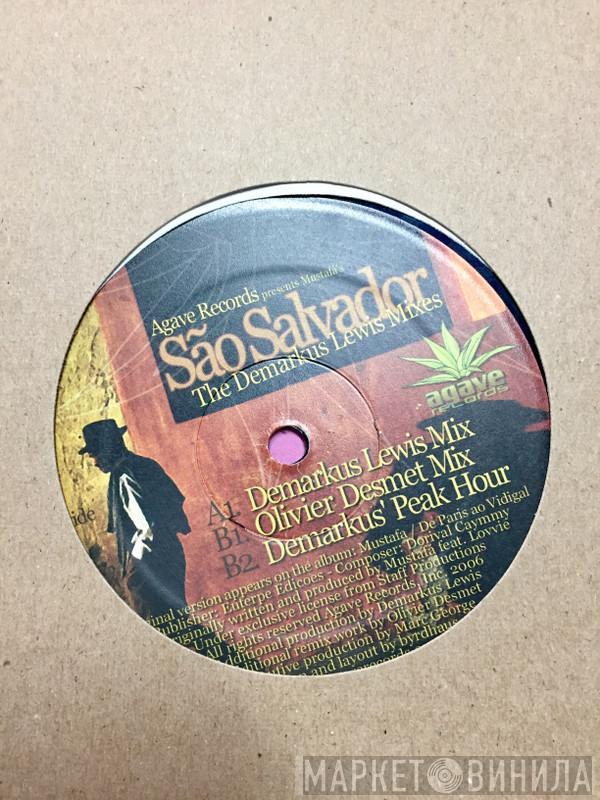 Agave Records presents Mustafa's
São Salvador
The Demarkus Lewis Mixes
agave
records
A1. Demarkus Lewis Mix
B1. Olivier Desmet Mix
B2. Demarkus' Peak Hour
ide
version appears on the album: Mustafa / De Paris ao Vidigal
Euterpe Edicoes - Composer: Dorival Caymmy
written and produced by Mustafa feat. Lovvie
Under exclusive license from Staff Productions
All rights reserved Agave Records, Inc. 2006
additional production by Demarkus Lewis
remix work by Olivier Desmet
production by Marc George
and layout by byrdhaus
МАРКЕТ ВИНИЛА